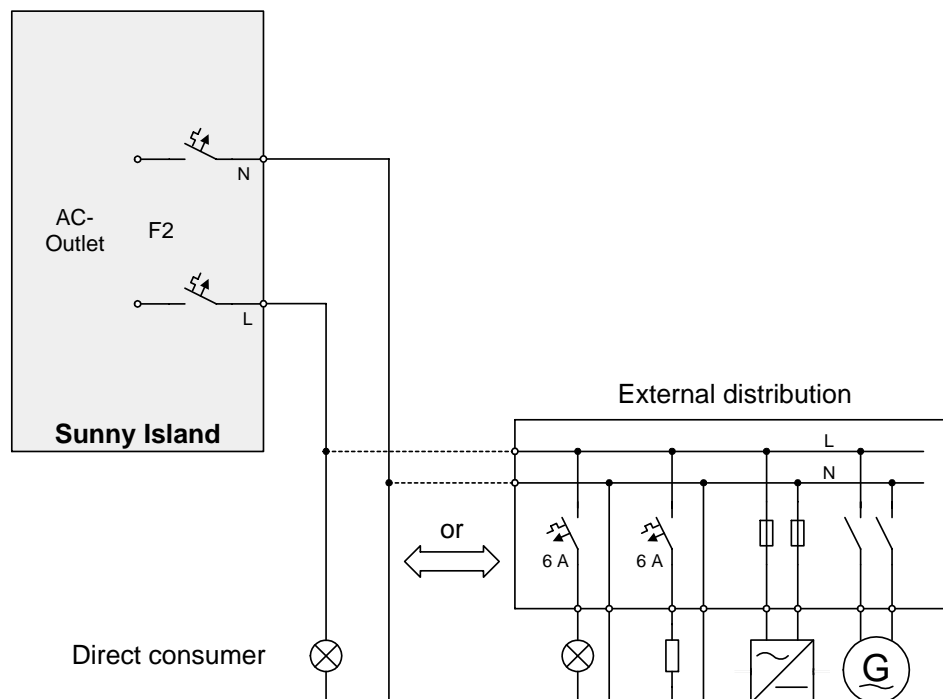 N
AC-
Outlet
F2
L
Sunny Island
External distribution
L
N
or
6 A
6 A
Direct consumer
G